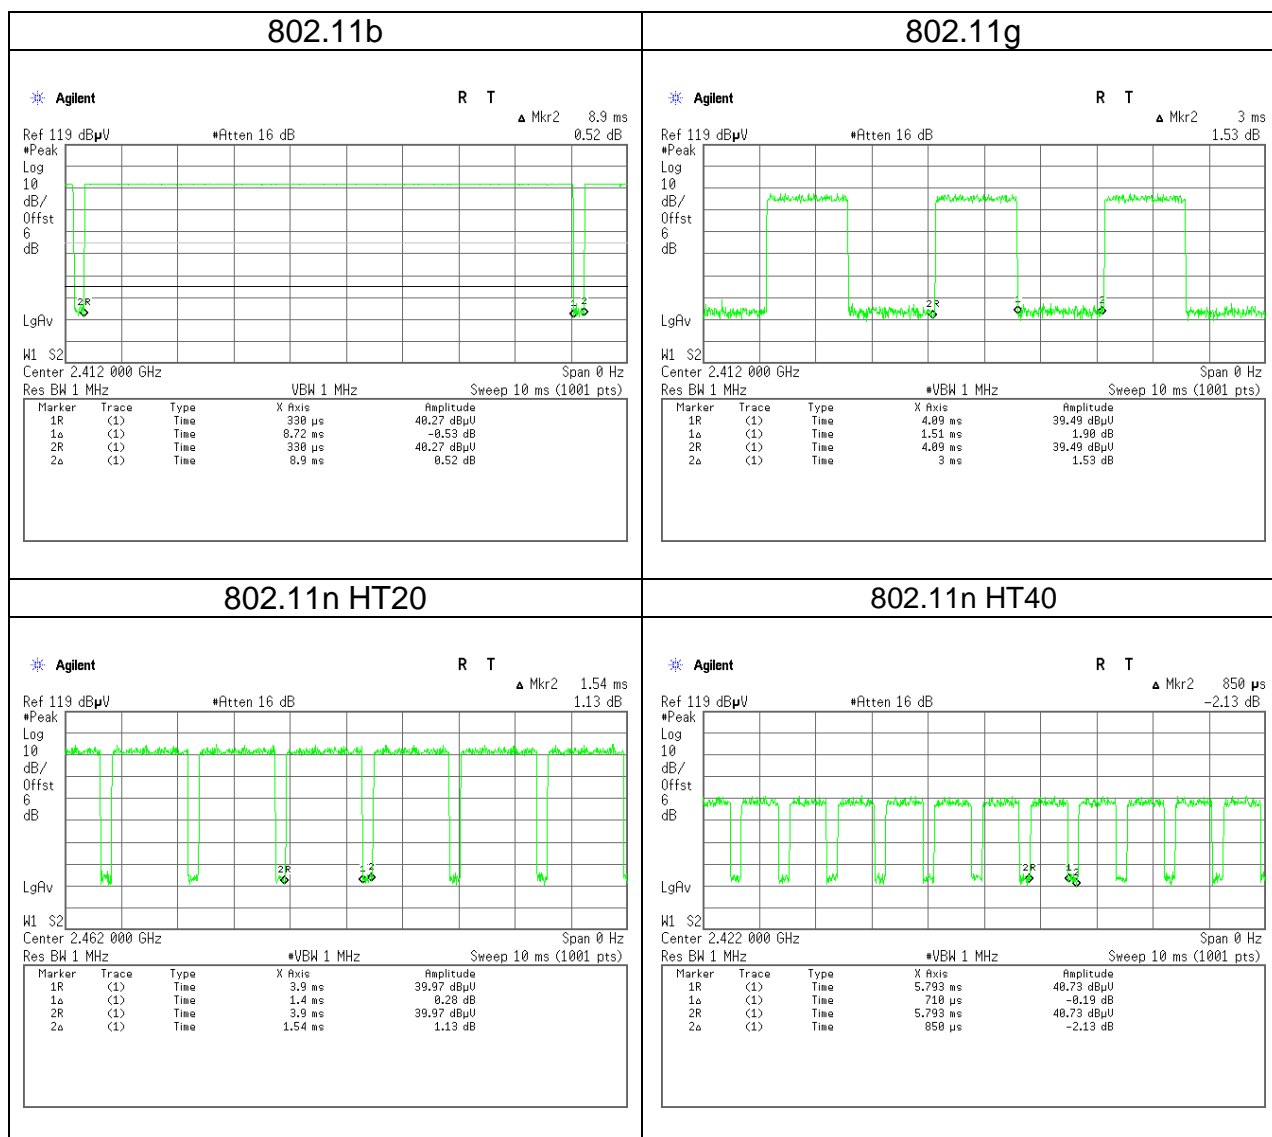 802.11b
Agilent R T
Δ Mkr2 8.9 ms
Ref 119 dBµV #Atten 16 dB 0.52 dB
#Peak
Log
10
dB/
Offst
6
dB
2R 1 2
LgAv
W1 S2
Center 2.412 000 GHz Span 0 Hz
Res BW 1 MHz VBW 1 MHz Sweep 10 ms (1001 pts)
Marker Trace Type X Axis Amplitude
1R (1) Time 330 µs 40.27 dBµV
1Δ (1) Time 8.72 ms -0.53 dB
2R (1) Time 330 µs 40.27 dBµV
2Δ (1) Time 8.9 ms 0.52 dB
802.11g
Agilent R T
Δ Mkr2 3 ms
Ref 119 dBµV #Atten 16 dB 1.53 dB
#Peak
Log
10
dB/
Offst
6
dB
2R 1 2
LgAv
W1 S2
Center 2.412 000 GHz Span 0 Hz
Res BW 1 MHz #VBW 1 MHz Sweep 10 ms (1001 pts)
Marker Trace Type X Axis Amplitude
1R (1) Time 4.09 ms 39.49 dBµV
1Δ (1) Time 1.51 ms 1.90 dB
2R (1) Time 4.09 ms 39.49 dBµV
2Δ (1) Time 3 ms 1.53 dB
802.11n HT20
Agilent R T
Δ Mkr2 1.54 ms
Ref 119 dBµV #Atten 16 dB 1.13 dB
#Peak
Log
10
dB/
Offst
6
dB
2R 1 2
LgAv
W1 S2
Center 2.462 000 GHz Span 0 Hz
Res BW 1 MHz #VBW 1 MHz Sweep 10 ms (1001 pts)
Marker Trace Type X Axis Amplitude
1R (1) Time 3.9 ms 39.97 dBµV
1Δ (1) Time 1.4 ms 0.28 dB
2R (1) Time 3.9 ms 39.97 dBµV
2Δ (1) Time 1.54 ms 1.13 dB
802.11n HT40
Agilent R T
Δ Mkr2 850 µs
Ref 119 dBµV #Atten 16 dB -2.13 dB
#Peak
Log
10
dB/
Offst
6
dB
2R 1 2
LgAv
W1 S2
Center 2.422 000 GHz Span 0 Hz
Res BW 1 MHz #VBW 1 MHz Sweep 10 ms (1001 pts)
Marker Trace Type X Axis Amplitude
1R (1) Time 5.793 ms 40.73 dBµV
1Δ (1) Time 710 µs -0.19 dB
2R (1) Time 5.793 ms 40.73 dBµV
2Δ (1) Time 850 µs -2.13 dB